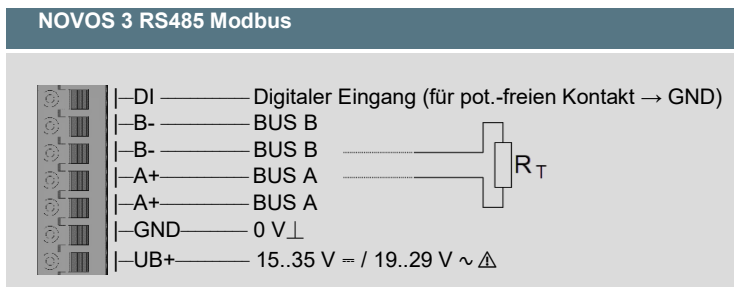 NOVOS 3 RS485 Modbus
DI Digitaler Eingang (für pot.-freien Kontakt → GND)
B- BUS B
B- BUS B
A+ BUS A
A+ BUS A
GND 0 V⊥
UB+ 15..35 V ⎓ / 19..29 V ~ ⚠
RT